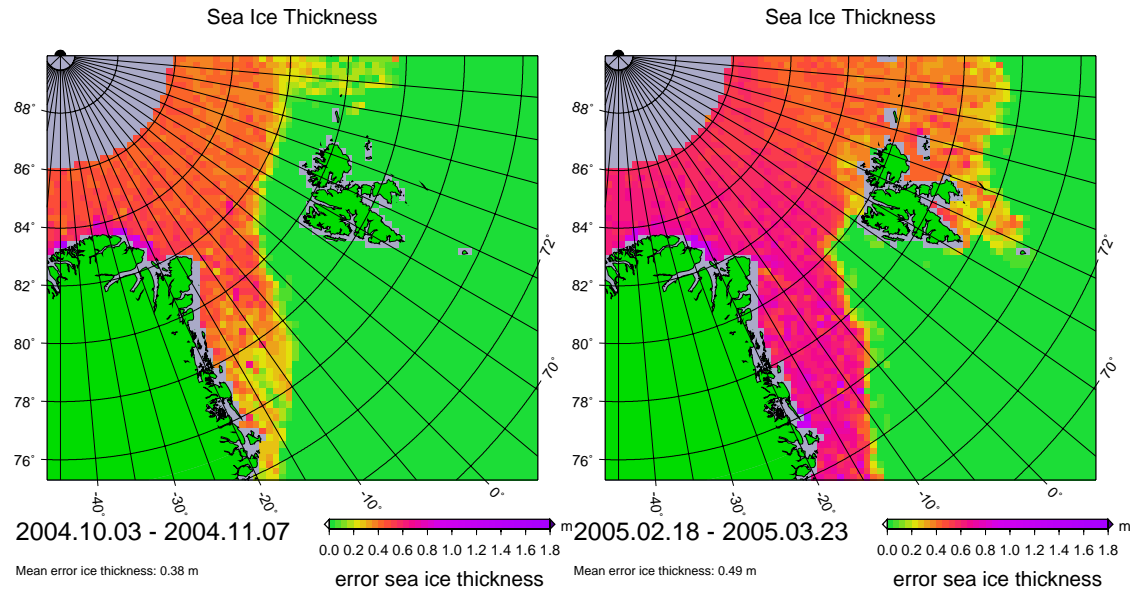 Sea Ice Thickness
88°
86°
84°
82°
80°
78°
76°
-40°
-30°
-20°
-10°
0°
70°
72°
2004.10.03 - 2004.11.07
m
0.0 0.2 0.4 0.6 0.8 1.0 1.2 1.4 1.6 1.8
Mean error ice thickness: 0.38 m
error sea ice thickness
Sea Ice Thickness
88°
86°
84°
82°
80°
78°
76°
-40°
-30°
-20°
-10°
0°
70°
72°
2005.02.18 - 2005.03.23
m
0.0 0.2 0.4 0.6 0.8 1.0 1.2 1.4 1.6 1.8
Mean error ice thickness: 0.49 m
error sea ice thickness